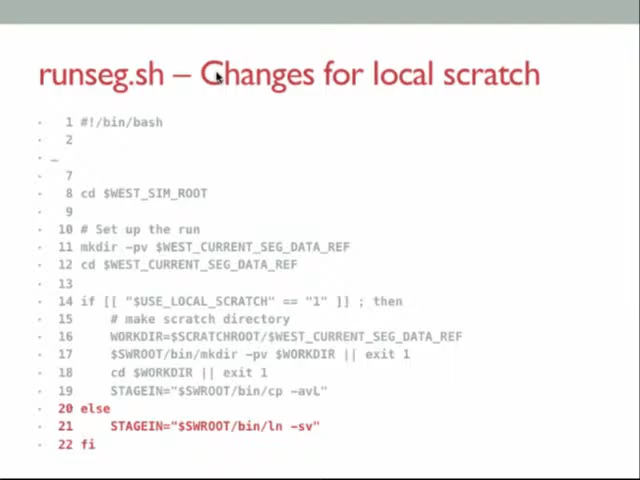 runseg.sh – Changes for local scratch
1 #!/bin/bash
2
…
7
8 cd $WEST_SIM_ROOT
9
10 # Set up the run
11 mkdir -pv $WEST_CURRENT_SEG_DATA_REF
12 cd $WEST_CURRENT_SEG_DATA_REF
13
14 if [[ "$USE_LOCAL_SCRATCH" == "1" ]] ; then
15     # make scratch directory
16     WORKDIR=$SCRATCHROOT/$WEST_CURRENT_SEG_DATA_REF
17     $SWROOT/bin/mkdir -pv $WORKDIR || exit 1
18     cd $WORKDIR || exit 1
19     STAGEIN="$SWROOT/bin/cp -avL"
20 else
21     STAGEIN="$SWROOT/bin/ln -sv"
22 fi